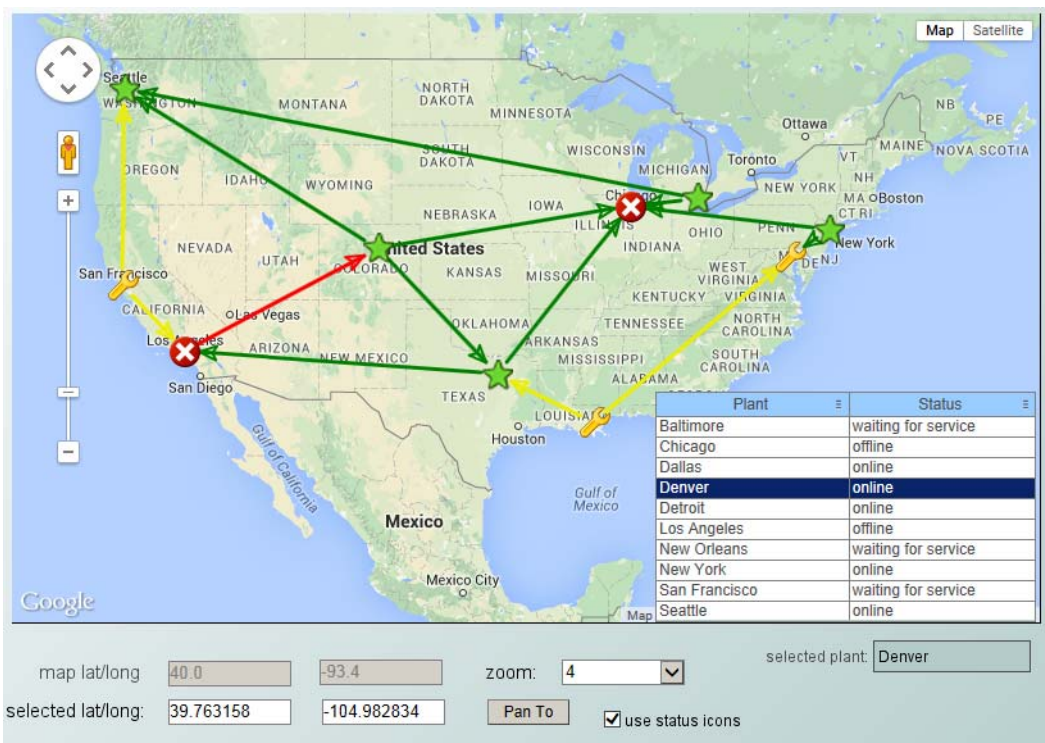 Map Satellite
Seattle
WASHINGTON
MONTANA
NORTH
DAKOTA
MINNESOTA
Ottawa
NB
PE
MAINE
NOVA SCOTIA
OREGON
IDAHO
WYOMING
SOUTH
DAKOTA
WISCONSIN
MICHIGAN
Toronto
VT
NH
NEW YORK
MA
Boston
CT RI
NEBRASKA
IOWA
Chicago
ILLINOIS
INDIANA
OHIO
PENN
New York
NEVADA
UTAH
COLORADO
United States
KANSAS
MISSOURI
WEST
VIRGINIA
MD
DE NJ
San Francisco
CALIFORNIA
Las Vegas
KENTUCKY
VIRGINIA
Los Angeles
ARIZONA
NEW MEXICO
OKLAHOMA
ARKANSAS
TENNESSEE
NORTH
CAROLINA
San Diego
MISSISSIPPI
SOUTH
CAROLINA
ALABAMA
TEXAS
LOUISIANA
Houston
Gulf of California
Gulf of
Mexico
Mexico
Mexico City
Google
Map
Plant Status
Baltimore waiting for service
Chicago offline
Dallas online
Denver online
Detroit online
Los Angeles offline
New Orleans waiting for service
New York online
San Francisco waiting for service
Seattle online
map lat/long 40.0 -93.4 zoom: 4 selected plant: Denver
selected lat/long: 39.763158 -104.982834 Pan To use status icons